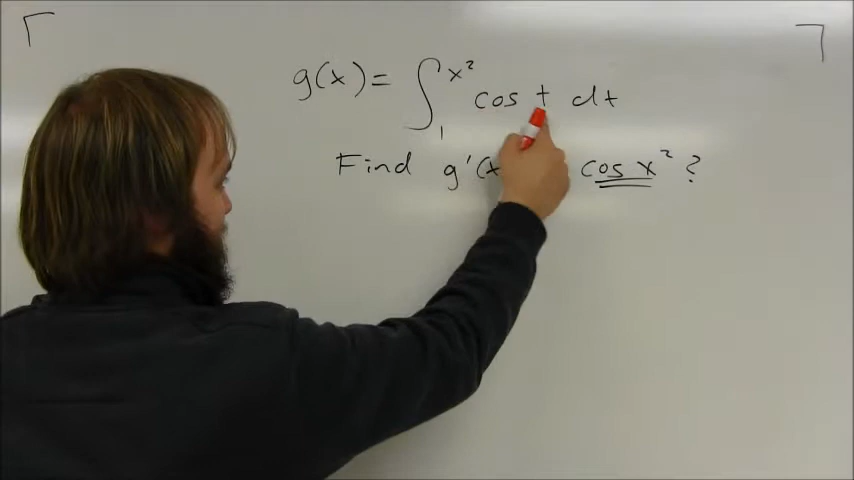 g(x) = ∫₁^x² cos t dt
Find g'(x cos x² ?